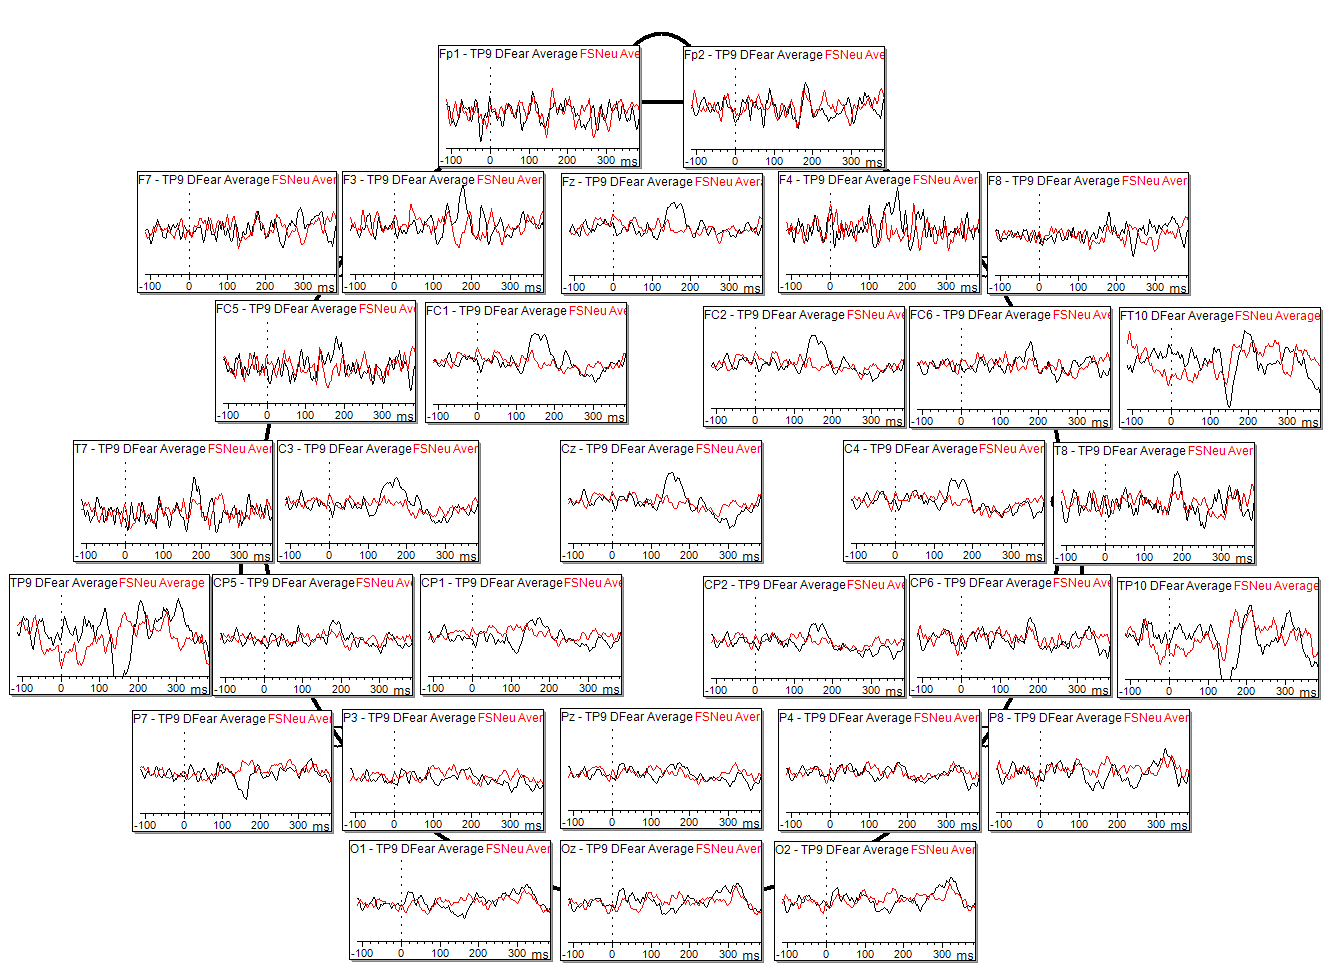 Fp1 - TP9 DFear Average FSNeu Ave
-100 0 100 200 300 ms
Fp2 - TP9 DFear Average FSNeu Ave
-100 0 100 200 300
F7 - TP9 DFear Average FSNeu Aver
-100 0 100 200 300 ms
F3 - TP9 DFear Average FSNeu Aver
-100 0 100 200 300 ms
Fz - TP9 DFear Average FSNeu Avera
-100 0 100 200 300 ms
F4 - TP9 DFear Average FSNeu Aver
-100 0 100 200 300 ms
F8 - TP9 DFear Average FSNeu Aver
-100 0 100 200 300 ms
FC5 - TP9 DFear Average FSNeu Av
-100 0 100 200 300 ms
FC1 - TP9 DFear Average FSNeu Av
-100 0 100 200 300 ms
FC2 - TP9 DFear Average FSNeu Av
-100 0 100 200 300 ms
FC6 - TP9 DFear Average FSNeu Av
-100 0 100 200 300 ms
FT10 DFear Average FSNeu Average
-100 0 100 200 300 ms
T7 - TP9 DFear Average FSNeu Aver
-100 0 100 200 300 ms
C3 - TP9 DFear Average FSNeu Aver
-100 0 100 200 300 ms
Cz - TP9 DFear Average FSNeu Aver
-100 0 100 200 300 ms
C4 - TP9 DFear Average FSNeu Aver
-100 0 100 200 300 ms
T8 - TP9 DFear Average FSNeu Aver
-100 0 100 200 300 ms
TP9 DFear Average FSNeu Average
-100 0 100 200 300 ms
CP5 - TP9 DFear Average FSNeu Av
-100 0 100 200 300 ms
CP1 - TP9 DFear Average FSNeu Av
-100 0 100 200 300 ms
CP2 - TP9 DFear Average FSNeu Av
-100 0 100 200 300 ms
CP6 - TP9 DFear Average FSNeu Av
-100 0 100 200 300 ms
TP10 DFear Average FSNeu Average
-100 0 100 200 300 ms
P7 - TP9 DFear Average FSNeu Aver
-100 0 100 200 300 ms
P3 - TP9 DFear Average FSNeu Aver
-100 0 100 200 300 ms
Pz - TP9 DFear Average FSNeu Aver
-100 0 100 200 300 ms
P4 - TP9 DFear Average FSNeu Aver
-100 0 100 200 300 ms
P8 - TP9 DFear Average FSNeu Aver
-100 0 100 200 300 ms
O1 - TP9 DFear Average FSNeu Aver
-100 0 100 200 300 ms
Oz - TP9 DFear Average FSNeu Aver
-100 0 100 200 300 ms
O2 - TP9 DFear Average FSNeu Aver
-100 0 100 200 300 ms